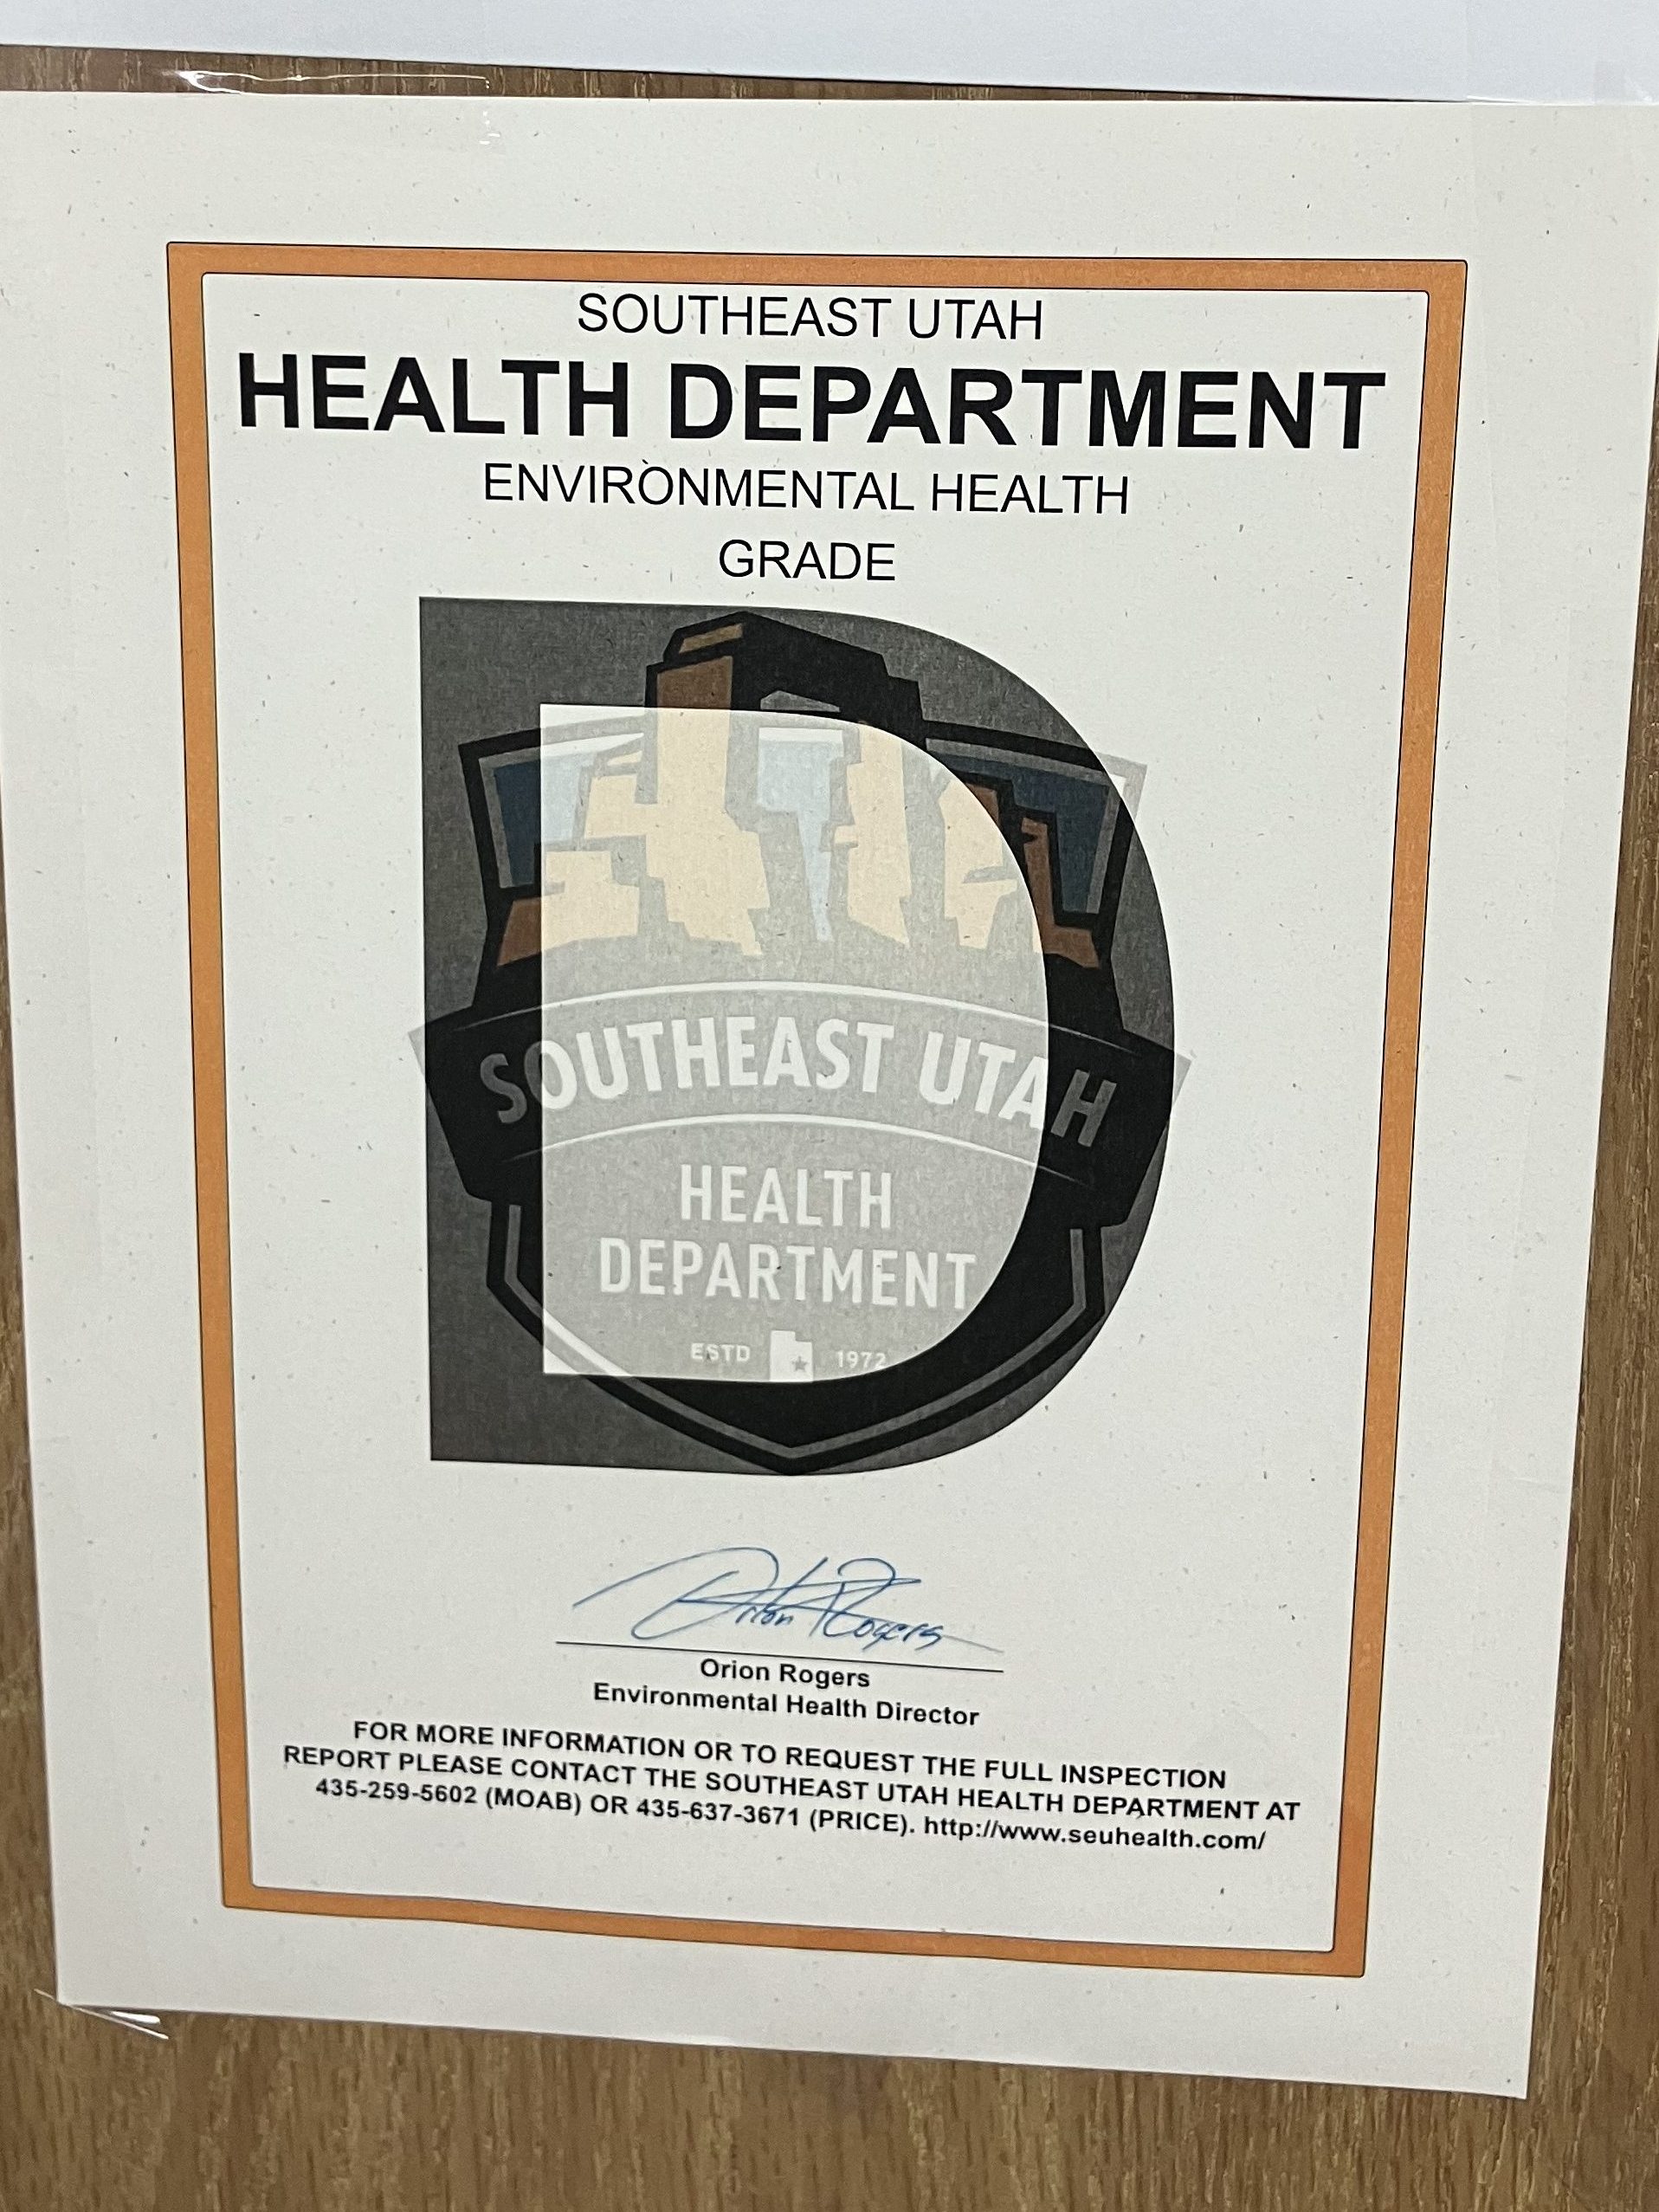 SOUTHEAST UTAH
HEALTH DEPARTMENT
ENVIRONMENTAL HEALTH
GRADE
D
SOUTHEAST UTAH
HEALTH
DEPARTMENT
ESTD 1972
Orion Rogers
Orion Rogers
Environmental Health Director
FOR MORE INFORMATION OR TO REQUEST THE FULL INSPECTION
REPORT PLEASE CONTACT THE SOUTHEAST UTAH HEALTH DEPARTMENT AT
435-259-5602 (MOAB) OR 435-637-3671 (PRICE). http://www.seuhealth.com/